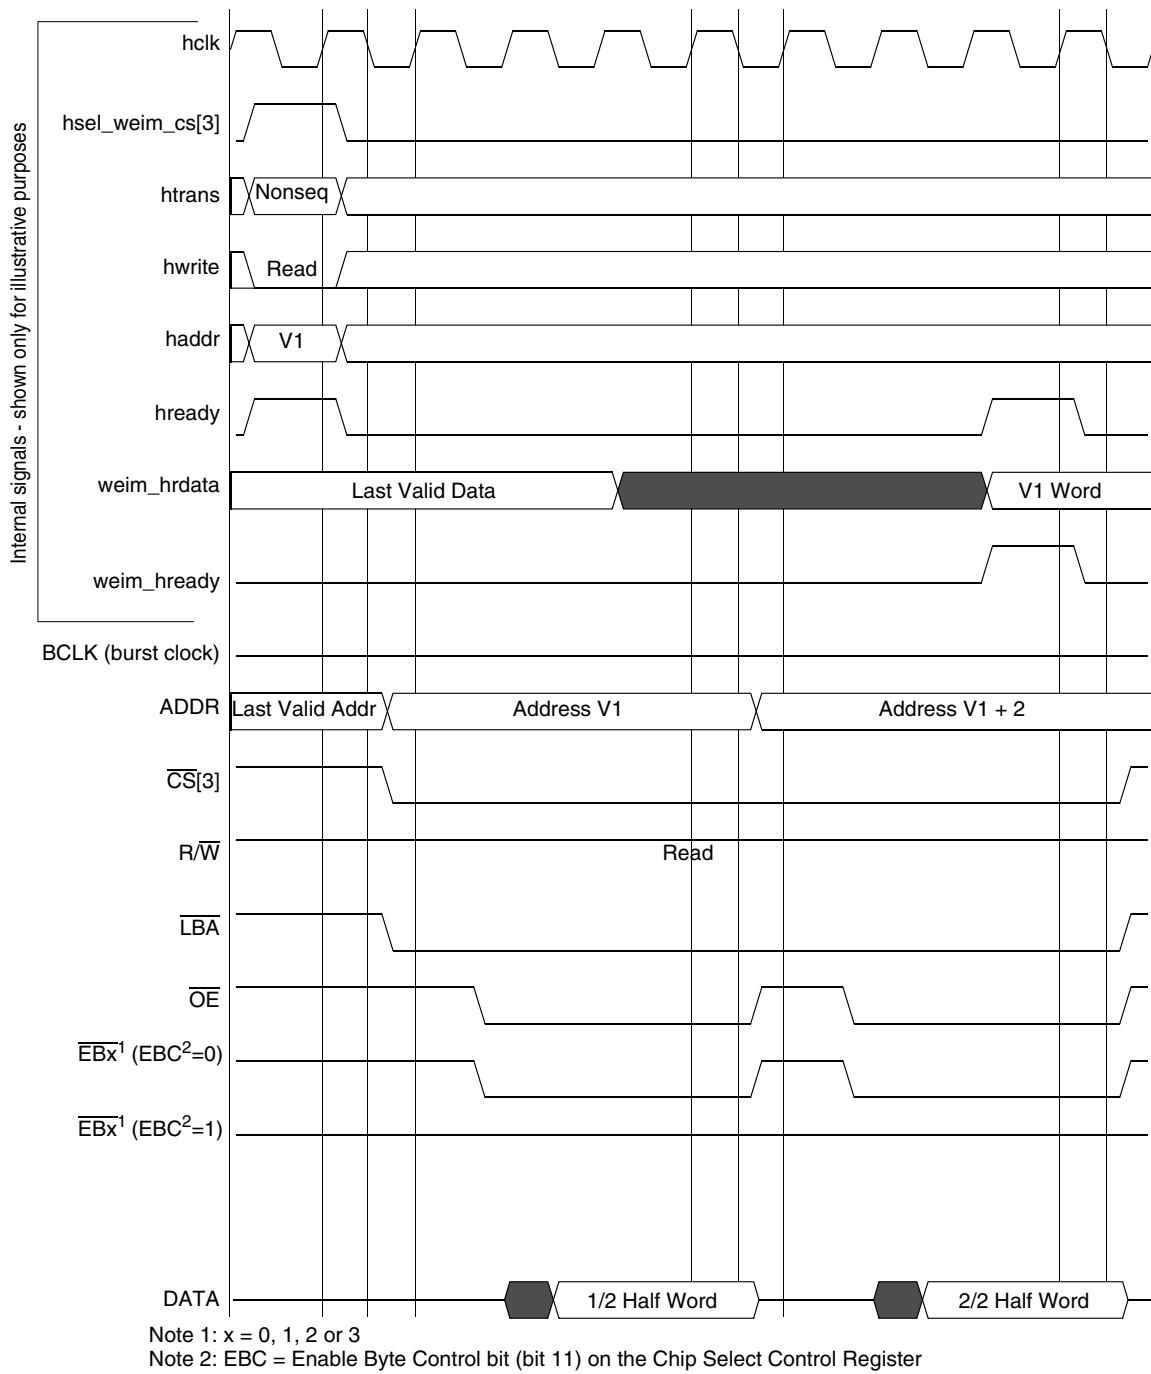 Internal signals - shown only for illustrative purposes
hclk
hsel_weim_cs[3]
htrans Nonseq
hwrite Read
haddr V1
hready
weim_hrdata Last Valid Data V1 Word
weim_hready
BCLK (burst clock)
ADDR Last Valid Addr Address V1 Address V1 + 2
CS[3]
R/W Read
LBA
OE
EBx1 (EBC2=0)
EBx1 (EBC2=1)
DATA 1/2 Half Word 2/2 Half Word
Note 1: x = 0, 1, 2 or 3
Note 2: EBC = Enable Byte Control bit (bit 11) on the Chip Select Control Register